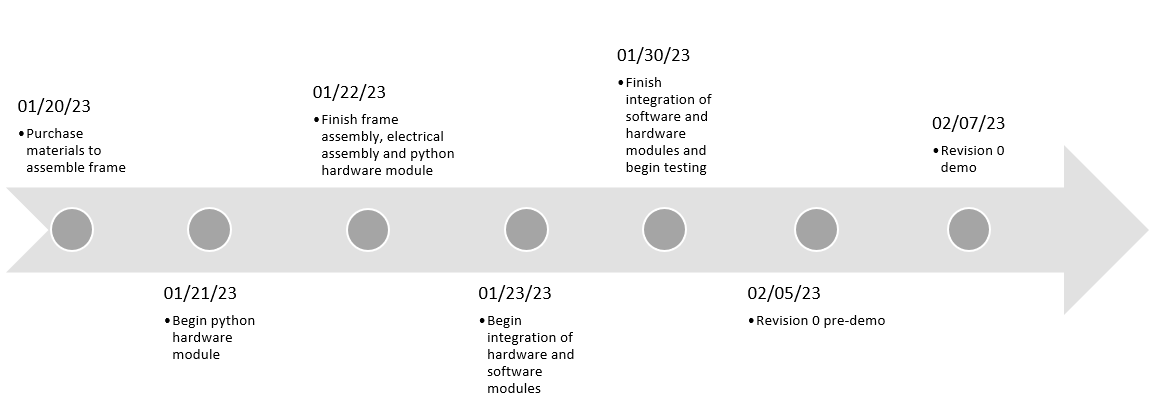 01/20/23
•Purchase
materials to
assemble frame
01/21/23
•Begin python
hardware
module
01/22/23
•Finish frame
assembly, electrical
assembly and python
hardware module
01/23/23
•Begin
integration of
hardware and
software
modules
01/30/23
•Finish
integration of
software and
hardware
modules and
begin testing
02/05/23
•Revision 0 pre-demo
02/07/23
•Revision 0
demo